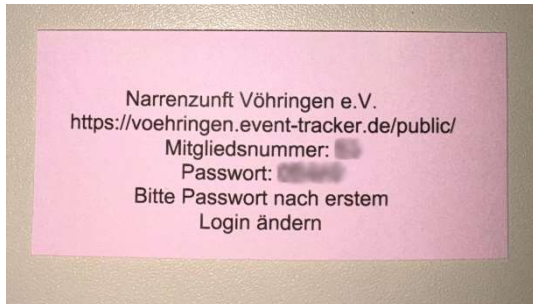 Narrenzunft Vöhringen e.V.
https://voehringen.event-tracker.de/public/
Mitgliedsnummer:
Passwort:
Bitte Passwort nach erstem
Login ändern